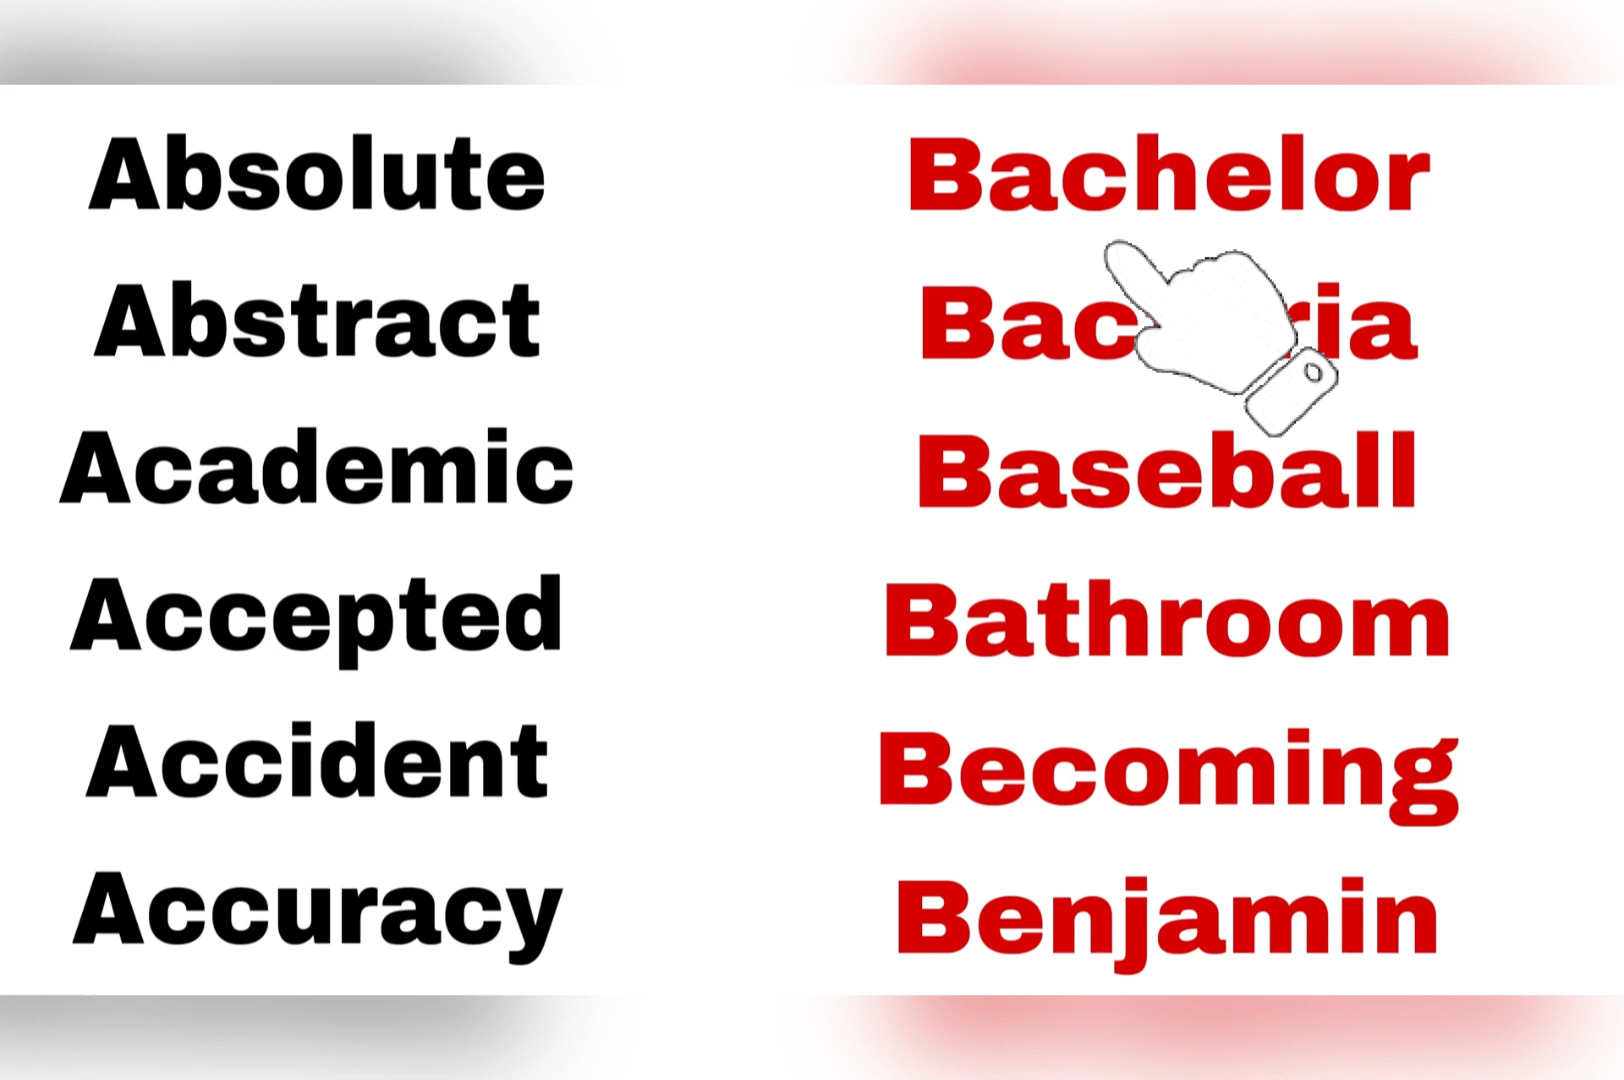 Absolute
Abstract
Academic
Accepted
Accident
Accuracy
Bachelor
Baseball
Bathroom
Becoming
Benjamin